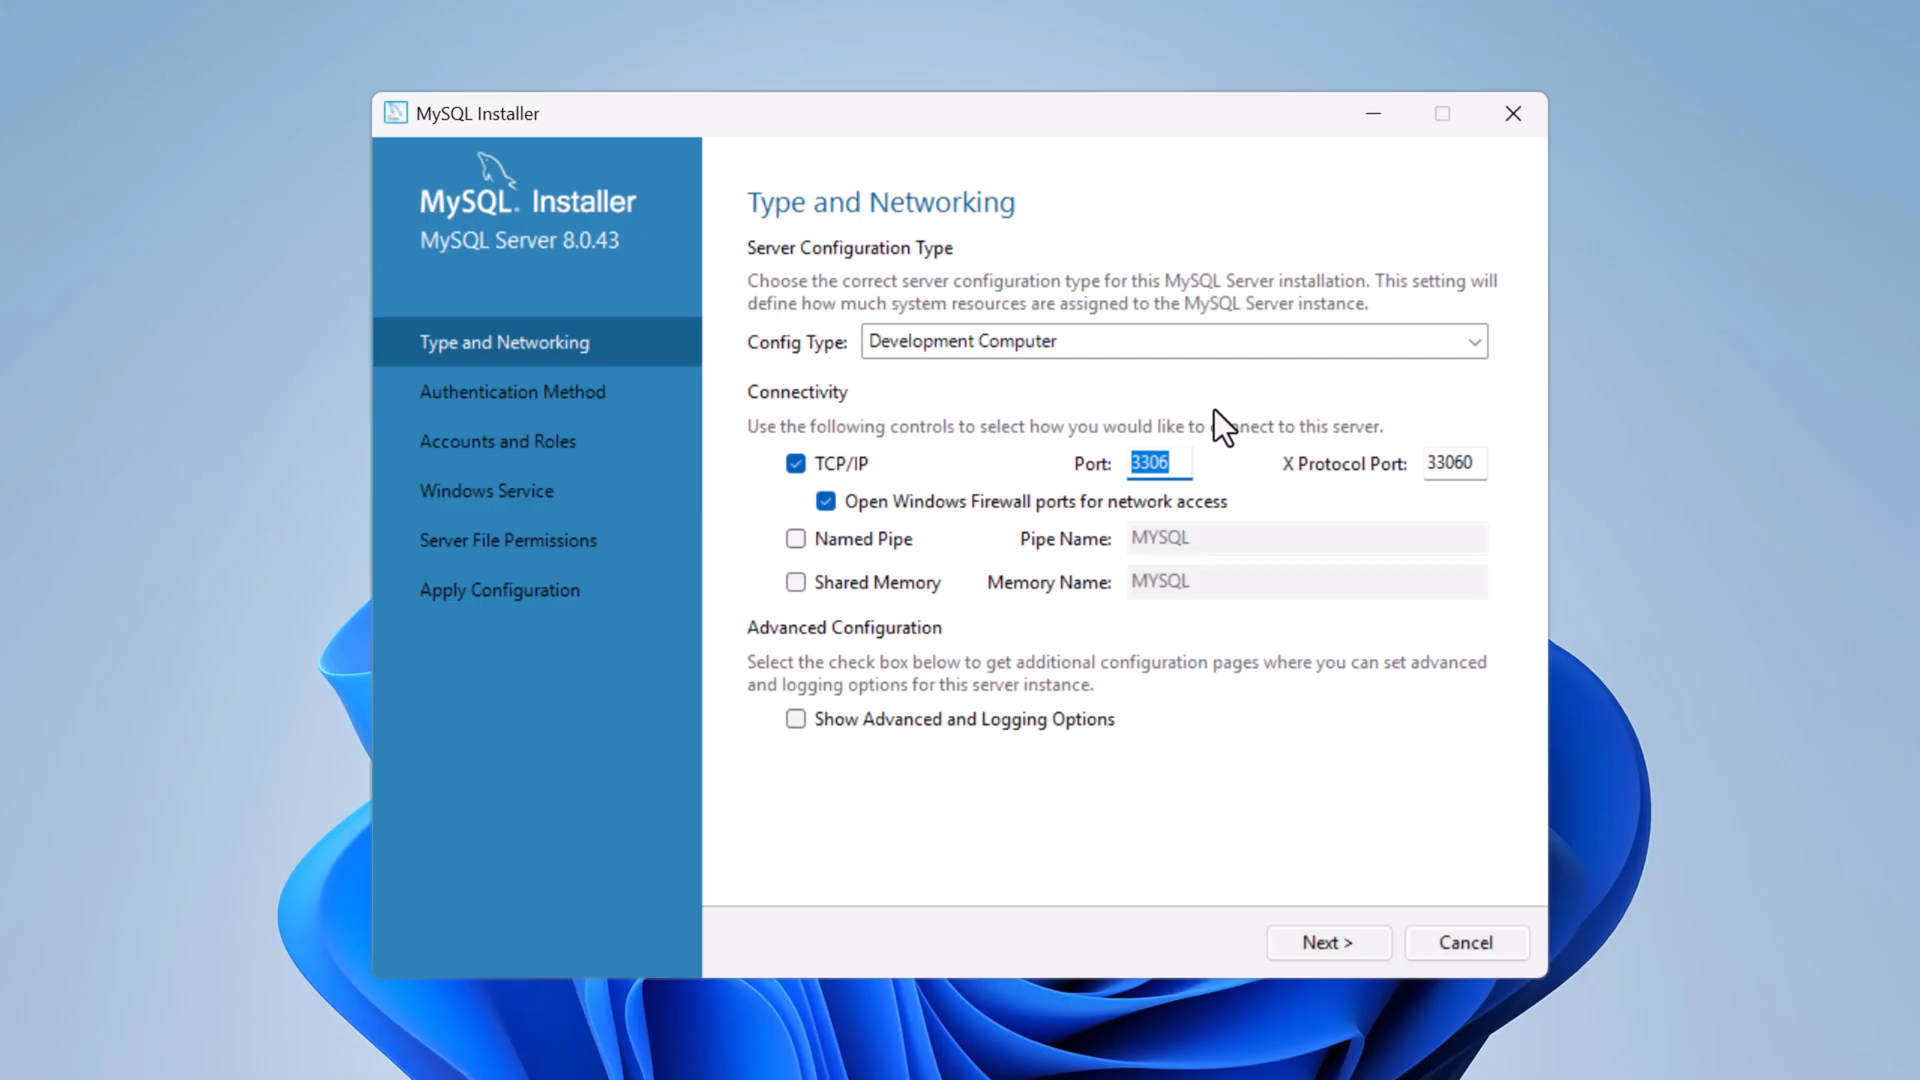 MySQL Installer
MySQL. Installer
MySQL Server 8.0.43
Type and Networking
Authentication Method
Accounts and Roles
Windows Service
Server File Permissions
Apply Configuration
Type and Networking
Server Configuration Type
Choose the correct server configuration type for this MySQL Server installation. This setting will
define how much system resources are assigned to the MySQL Server instance.
Config Type: Development Computer
Connectivity
Use the following controls to select how you would like to connect to this server.
TCP/IP Port: 3306 X Protocol Port: 33060
Open Windows Firewall ports for network access
Named Pipe Pipe Name: MYSQL
Shared Memory Memory Name: MYSQL
Advanced Configuration
Select the check box below to get additional configuration pages where you can set advanced
and logging options for this server instance.
Show Advanced and Logging Options
Next > Cancel